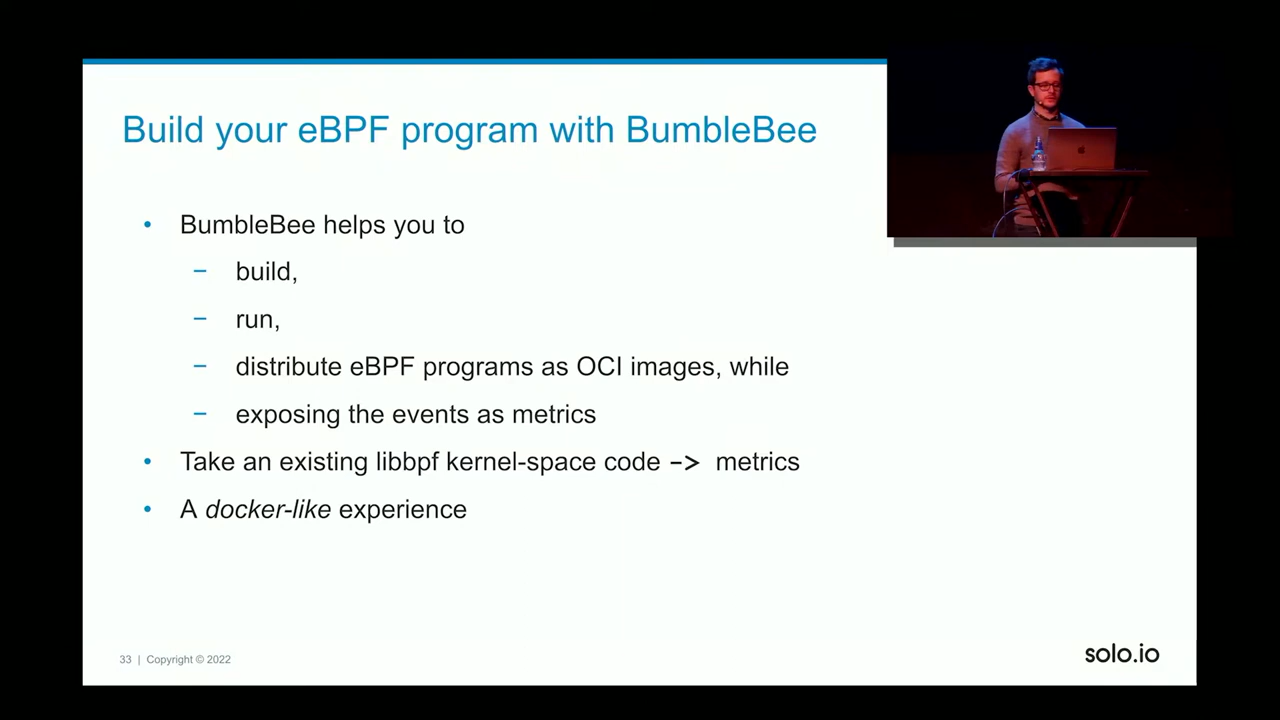 Build your eBPF program with BumbleBee
• BumbleBee helps you to
– build,
– run,
– distribute eBPF programs as OCI images, while
– exposing the events as metrics
• Take an existing libbpf kernel-space code –> metrics
• A docker-like experience
33 | Copyright © 2022
solo.io